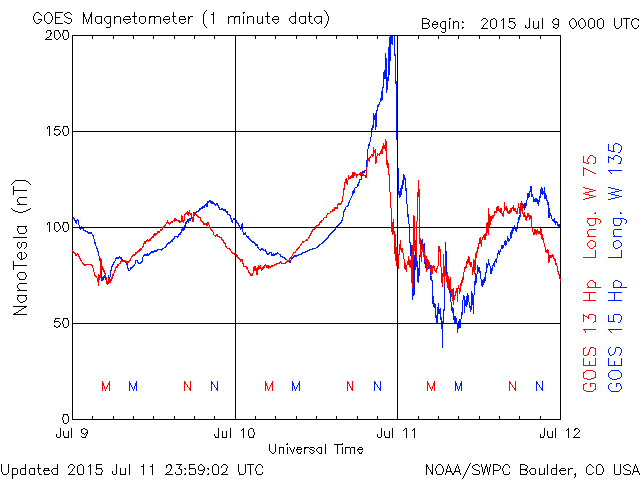 GOES Magnetometer (1 minute data)
Begin: 2015 Jul 9 0000 UTC
200
150
100
50
0
NanoTesla (nT)
M M N N M M N N M M N N
Jul 9 Jul 10 Jul 11 Jul 12
Universal Time
GOES 13 Hp Long. W 75
GOES 15 Hp Long. W 135
Updated 2015 Jul 11 23:59:02 UTC
NOAA/SWPC Boulder, CO USA